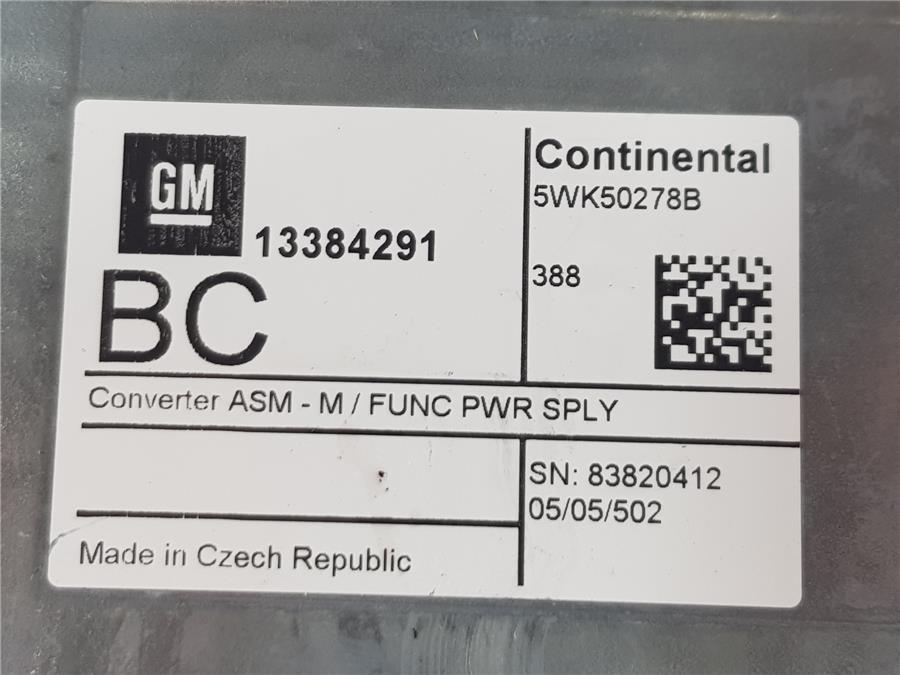 GM
13384291
BC
Continental
5WK50278B
388
Converter ASM - M / FUNC PWR SPLY
SN: 83820412
05/05/502
Made in Czech Republic